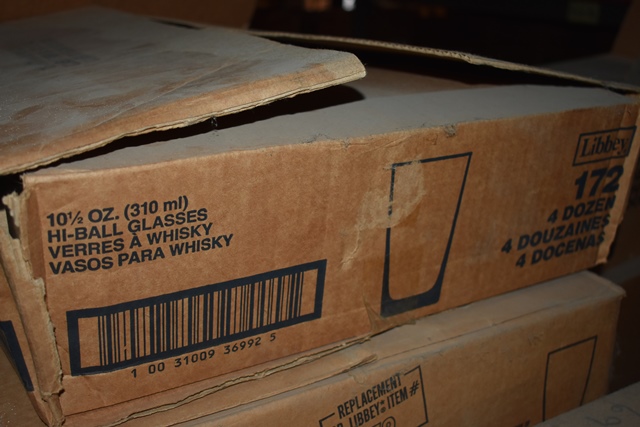 10½ OZ. (310 ml)
HI-BALL GLASSES
VERRES À WHISKY
VASOS PARA WHISKY
1 00 31009 36992 5
Libbey
172
4 DOZEN
4 DOUZAINES
4 DOCENAS
REPLACEMENT
LIBBEY ITEM #